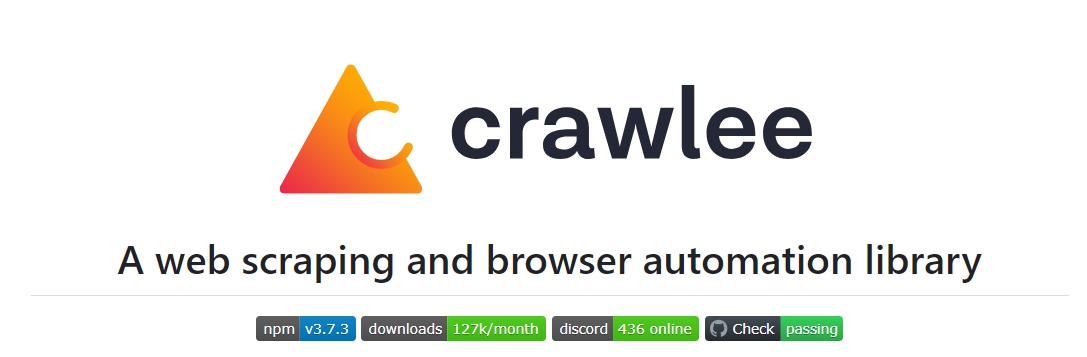 crawlee
A web scraping and browser automation library
npm v3.7.3 downloads 127k/month discord 436 online Check passing